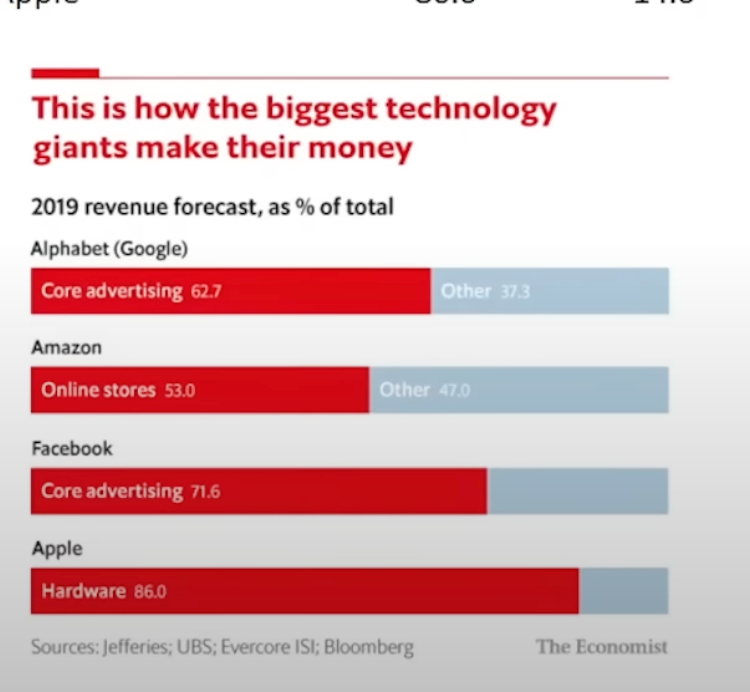 This is how the biggest technology
giants make their money
2019 revenue forecast, as % of total
Alphabet (Google)
Core advertising 62.7
Other 37.3
Amazon
Online stores 53.0
Other 47.0
Facebook
Core advertising 71.6
Apple
Hardware 86.0
Sources: Jefferies; UBS; Evercore ISI; Bloomberg
The Economist